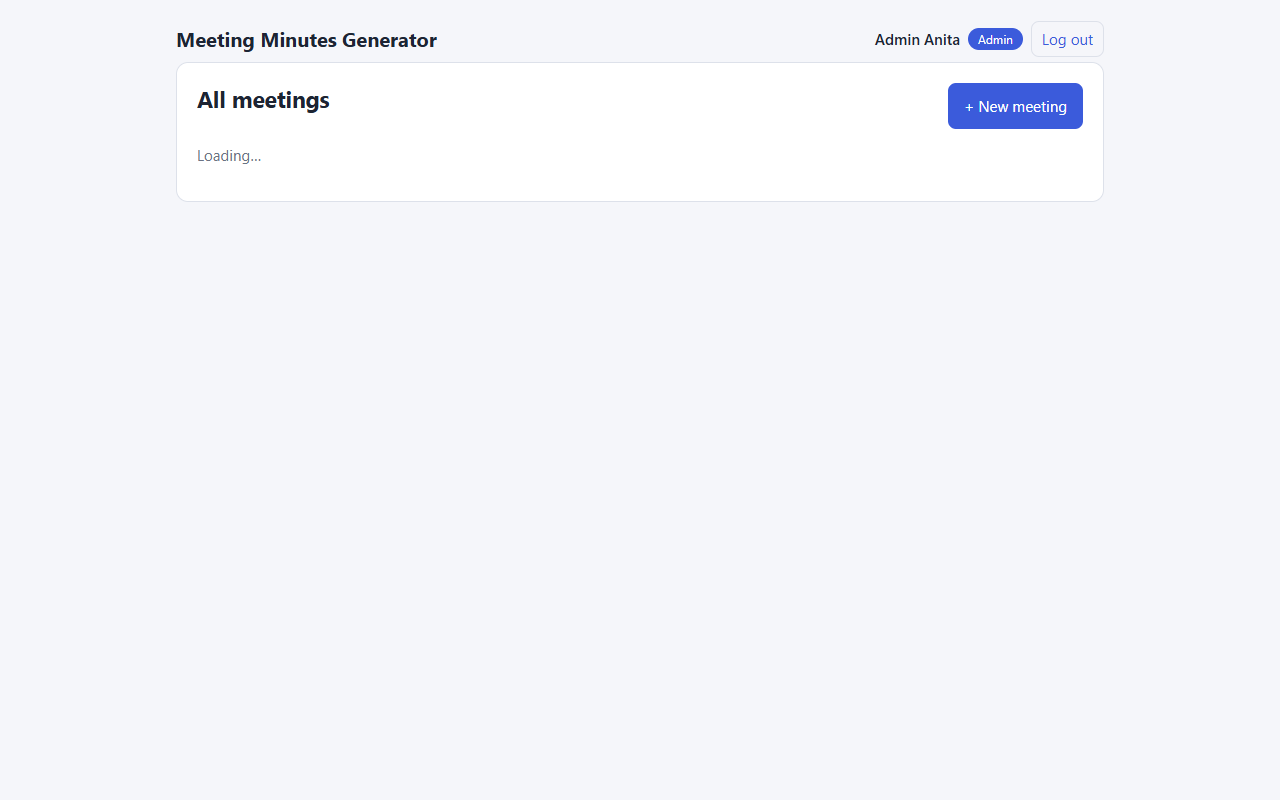 Meeting Minutes Generator
Admin Anita Admin Log out
All meetings
+ New meeting
Loading...